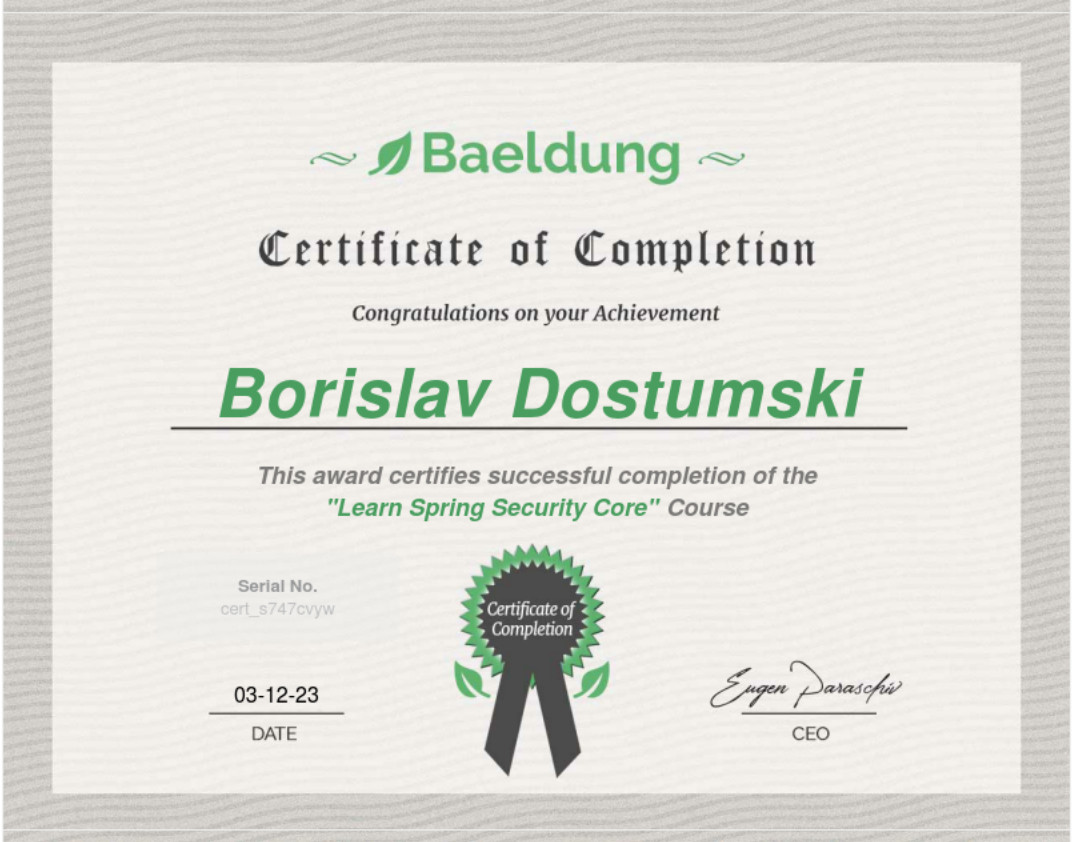 Baeldung
Certificate of Completion
Congratulations on your Achievement
Borislav Dostumski
This award certifies successful completion of the
"Learn Spring Security Core" Course
Serial No.
cert_s747cvyw
Certificate of
Completion
03-12-23
DATE
Eugen Paraschiv
CEO